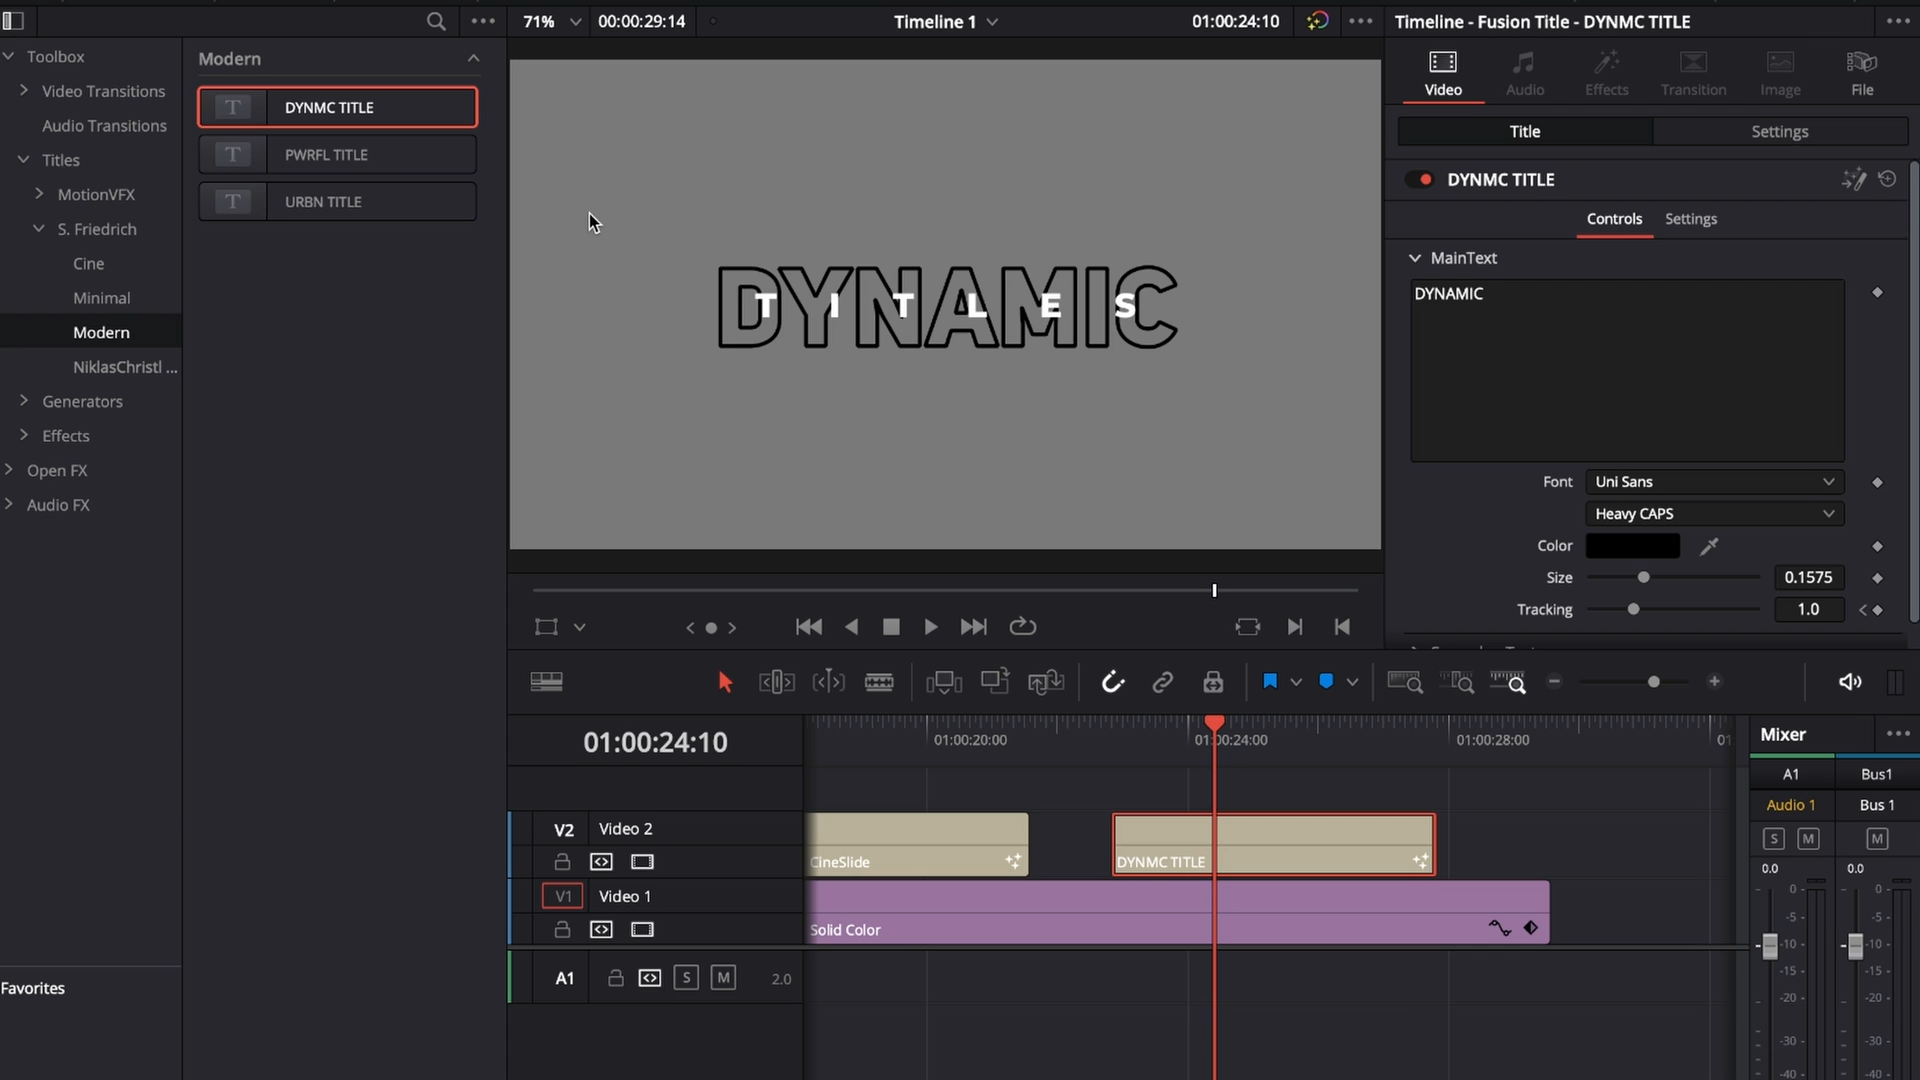 71%
00:00:29:14
Timeline 1
01:00:24:10
Timeline - Fusion Title - DYNMC TITLE
Toolbox
Video Transitions
Audio Transitions
Titles
MotionVFX
S. Friedrich
Cine
Minimal
Modern
NiklasChristl ...
Generators
Effects
Open FX
Audio FX
Favorites
Modern
T DYNMC TITLE
T PWRFL TITLE
T URBN TITLE
DYNAMIC
TITLES
Video
Audio
Effects
Transition
Image
File
Title
Settings
DYNMC TITLE
Controls
Settings
MainText
DYNAMIC
Font
Uni Sans
Heavy CAPS
Color
Size
0.1575
Tracking
1.0
01:00:24:10
01:00:20:00
01:00:24:00
01:00:28:00
01
V2
Video 2
CineSlide
DYNMC TITLE
V1
Video 1
Solid Color
A1
S
M
2.0
Mixer
A1
Bus1
Audio 1
Bus 1
S
M
M
0.0
0.0
0-
0-
-5-
-5-
-10-
-10-
-15-
-15-
-20-
-20-
-30-
-30-
-40-
-40-